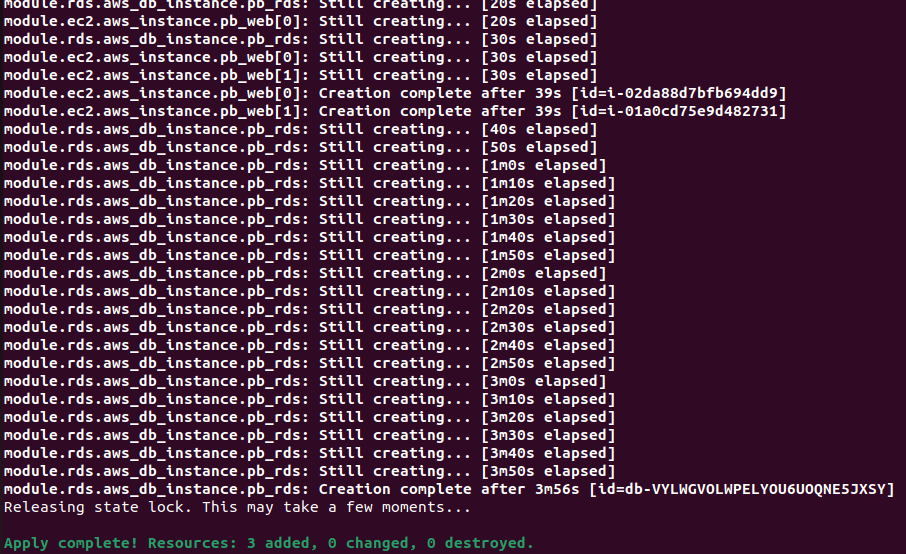 module.rds.aws_db_instance.pb_rds: Still creating... [20s elapsed]
module.ec2.aws_instance.pb_web[0]: Still creating... [20s elapsed]
module.rds.aws_db_instance.pb_rds: Still creating... [30s elapsed]
module.ec2.aws_instance.pb_web[0]: Still creating... [30s elapsed]
module.ec2.aws_instance.pb_web[1]: Still creating... [30s elapsed]
module.ec2.aws_instance.pb_web[0]: Creation complete after 39s [id=i-02da88d7bfb694dd9]
module.ec2.aws_instance.pb_web[1]: Creation complete after 39s [id=i-01a0cd75e9d482731]
module.rds.aws_db_instance.pb_rds: Still creating... [40s elapsed]
module.rds.aws_db_instance.pb_rds: Still creating... [50s elapsed]
module.rds.aws_db_instance.pb_rds: Still creating... [1m0s elapsed]
module.rds.aws_db_instance.pb_rds: Still creating... [1m10s elapsed]
module.rds.aws_db_instance.pb_rds: Still creating... [1m20s elapsed]
module.rds.aws_db_instance.pb_rds: Still creating... [1m30s elapsed]
module.rds.aws_db_instance.pb_rds: Still creating... [1m40s elapsed]
module.rds.aws_db_instance.pb_rds: Still creating... [1m50s elapsed]
module.rds.aws_db_instance.pb_rds: Still creating... [2m0s elapsed]
module.rds.aws_db_instance.pb_rds: Still creating... [2m10s elapsed]
module.rds.aws_db_instance.pb_rds: Still creating... [2m20s elapsed]
module.rds.aws_db_instance.pb_rds: Still creating... [2m30s elapsed]
module.rds.aws_db_instance.pb_rds: Still creating... [2m40s elapsed]
module.rds.aws_db_instance.pb_rds: Still creating... [2m50s elapsed]
module.rds.aws_db_instance.pb_rds: Still creating... [3m0s elapsed]
module.rds.aws_db_instance.pb_rds: Still creating... [3m10s elapsed]
module.rds.aws_db_instance.pb_rds: Still creating... [3m20s elapsed]
module.rds.aws_db_instance.pb_rds: Still creating... [3m30s elapsed]
module.rds.aws_db_instance.pb_rds: Still creating... [3m40s elapsed]
module.rds.aws_db_instance.pb_rds: Still creating... [3m50s elapsed]
module.rds.aws_db_instance.pb_rds: Creation complete after 3m56s [id=db-VYLWGVOLWPELYOU6UOQNE5JXSY]
Releasing state lock. This may take a few moments...
Apply complete! Resources: 3 added, 0 changed, 0 destroyed.